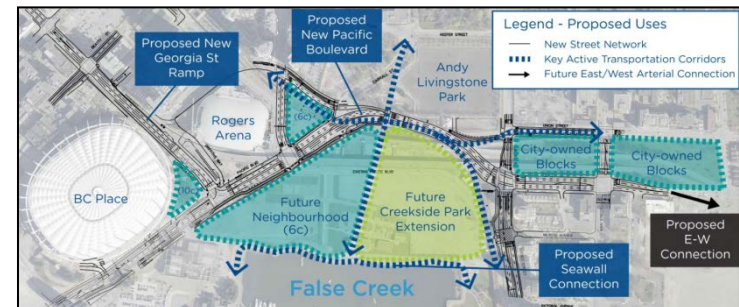 Proposed New
Georgia St
Ramp
Proposed
New Pacific
Boulevard
Legend - Proposed Uses
New Street Network
Key Active Transportation Corridors
Future East/West Arterial Connection
Andy
Livingstone
Park
Rogers
Arena
(6c)
BC Place
City-owned
Blocks
City-owned
Blocks
Future
Neighbourhood
(6c)
Future
Creekside Park
Extension
Proposed
E-W
Connection
Proposed
Seawall
Connection
False Creek